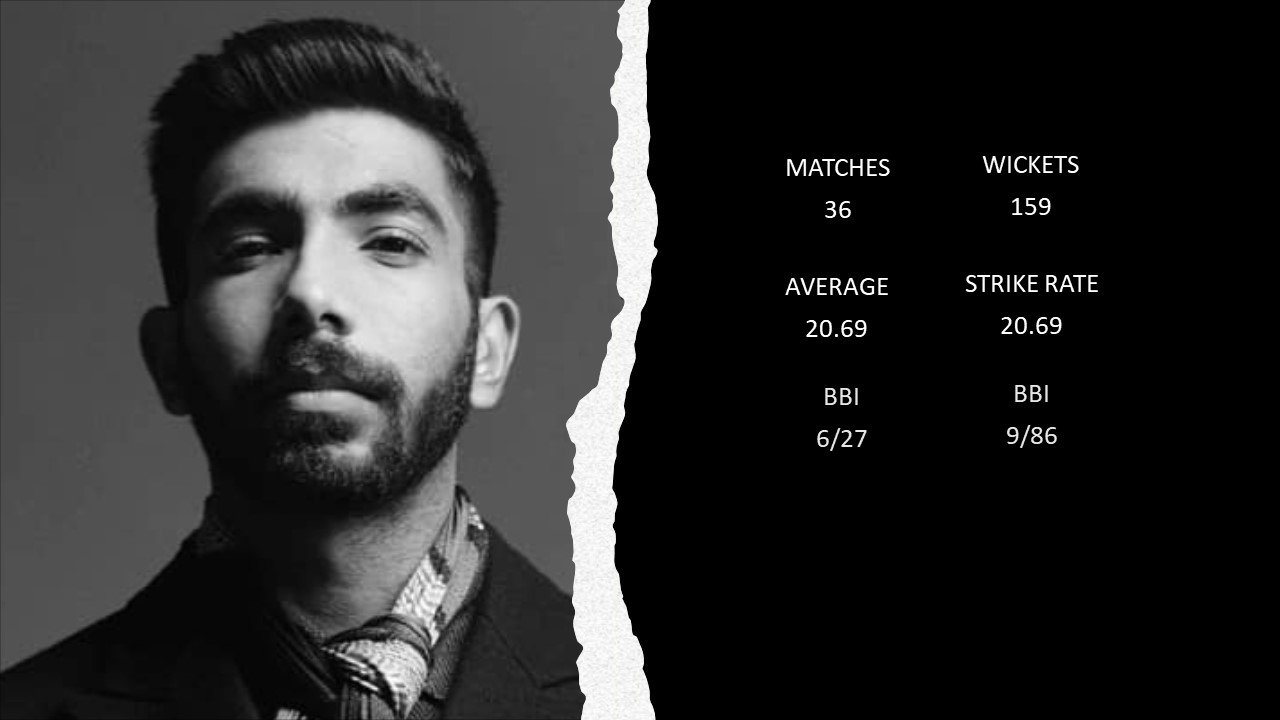 MATCHES
36
WICKETS
159
AVERAGE
20.69
STRIKE RATE
20.69
BBI
6/27
BBI
9/86